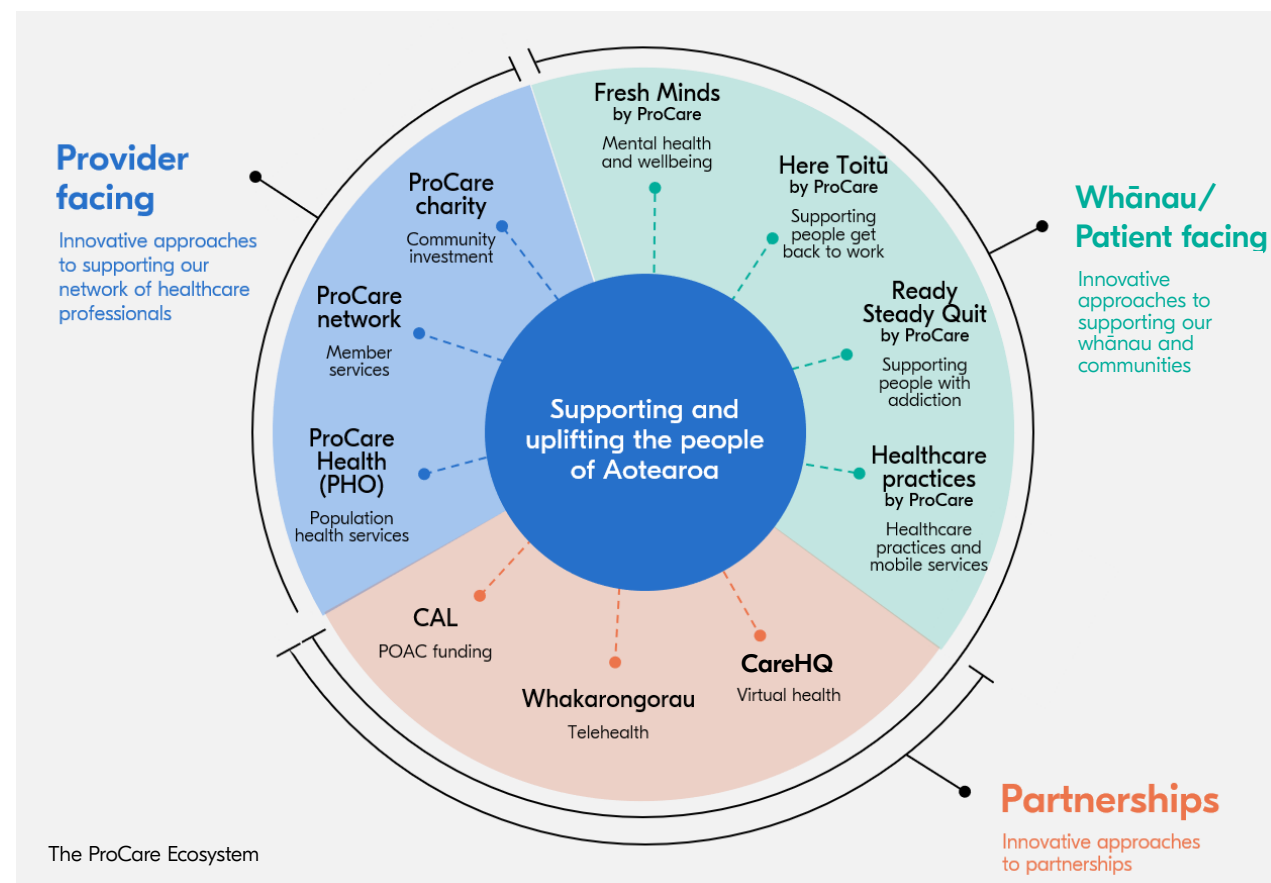 Provider
facing
Innovative approaches
to supporting our
network of healthcare
professionals
ProCare
charity
Community
investment
ProCare
network
Member
services
ProCare
Health
(PHO)
Population
health services
Fresh Minds
by ProCare
Mental health
and wellbeing
Here Toitū
by ProCare
Supporting
people get
back to work
Ready
Steady Quit
by ProCare
Supporting
people with
addiction
Healthcare
practices
by ProCare
Healthcare
practices and
mobile services
Whānau/
Patient facing
Innovative
approaches to
supporting our
whānau and
communities
Supporting and
uplifting the people
of Aotearoa
CAL
POAC funding
Whakarongorau
Telehealth
CareHQ
Virtual health
Partnerships
Innovative approaches
to partnerships
The ProCare Ecosystem